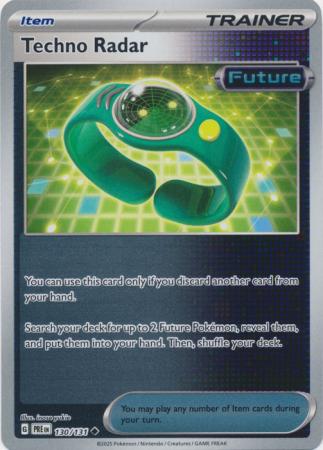 Item
TRAINER
Techno Radar
Future
You can use this card only if you discard another card from
your hand.
Search your deck for up to 2 Future Pokémon, reveal them,
and put them into your hand. Then, shuffle your deck.
Illus. inose yukie
You may play any number of Item cards during
your turn.
G PRE EN 130/131
©2025 Pokémon / Nintendo / Creatures / GAME FREAK